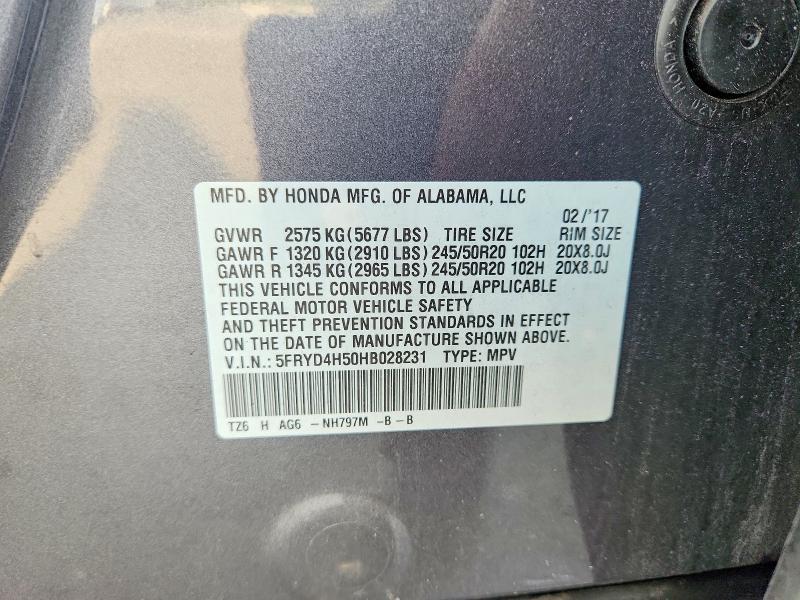 MFD. BY HONDA MFG. OF ALABAMA, LLC
02/'17
GVWR 2575 KG(5677 LBS) TIRE SIZE RIM SIZE
GAWR F 1320 KG(2910 LBS) 245/50R20 102H 20X8.0J
GAWR R 1345 KG(2965 LBS) 245/50R20 102H 20X8.0J
THIS VEHICLE CONFORMS TO ALL APPLICABLE
FEDERAL MOTOR VEHICLE SAFETY
AND THEFT PREVENTION STANDARDS IN EFFECT
ON THE DATE OF MANUFACTURE SHOWN ABOVE.
V.I.N.: 5FRYD4H50HB028231 TYPE: MPV
TZ6 H AG6 -NH797M -B-B
HONDA